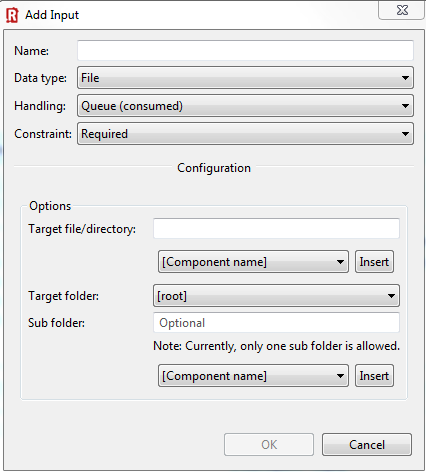 Add Input
Name:
Data type: File
Handling: Queue (consumed)
Constraint: Required
Configuration
Options
Target file/directory:
[Component name] Insert
Target folder: [root]
Sub folder: Optional
Note: Currently, only one sub folder is allowed.
[Component name] Insert
OK Cancel